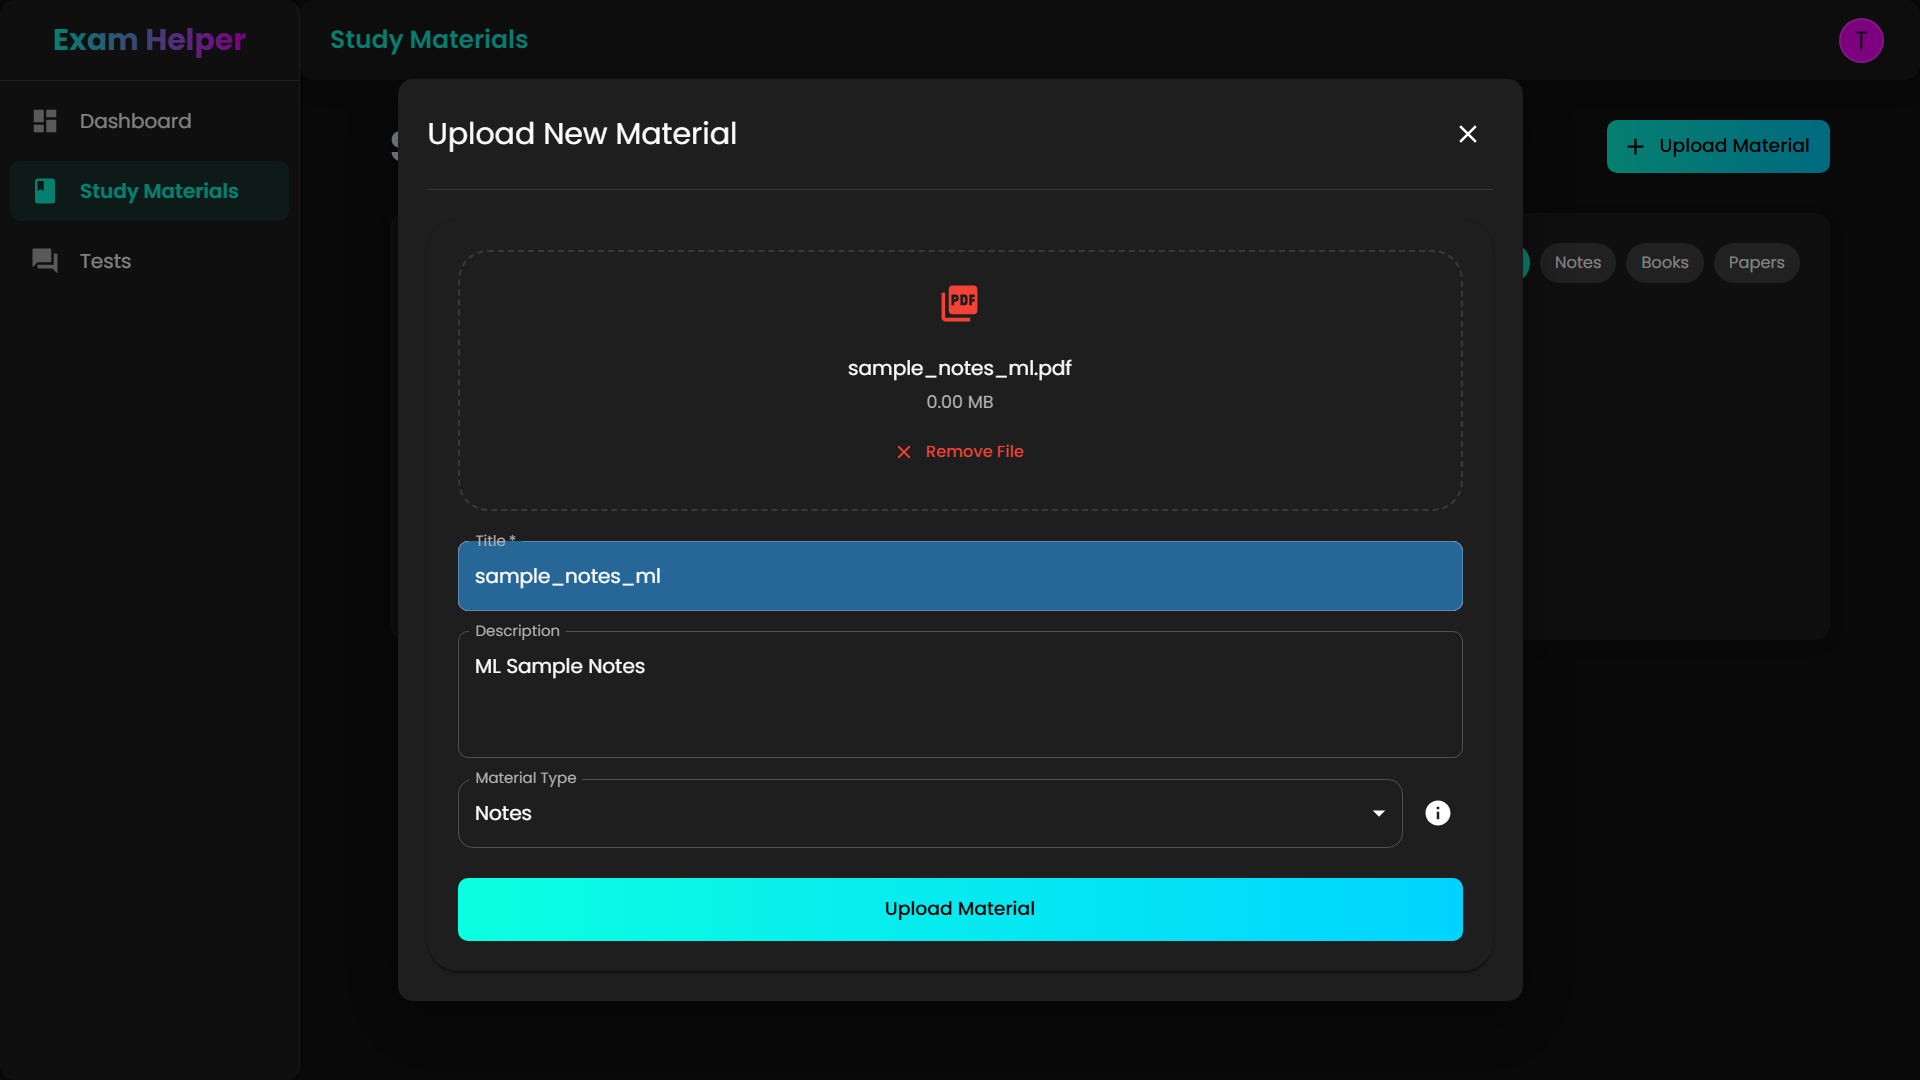 Exam Helper
Study Materials
T
Dashboard
Study Materials
Tests
Upload New Material
Upload Material
Notes
Books
Papers
PDF
sample_notes_ml.pdf
0.00 MB
Remove File
Title *
sample_notes_ml
Description
ML Sample Notes
Material Type
Notes
Upload Material